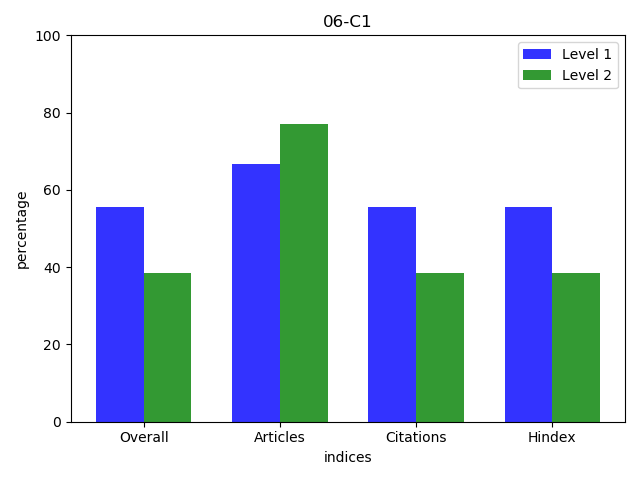 06-C1
Level 1
Level 2
percentage
100
80
60
40
20
0
Overall Articles Citations Hindex
indices